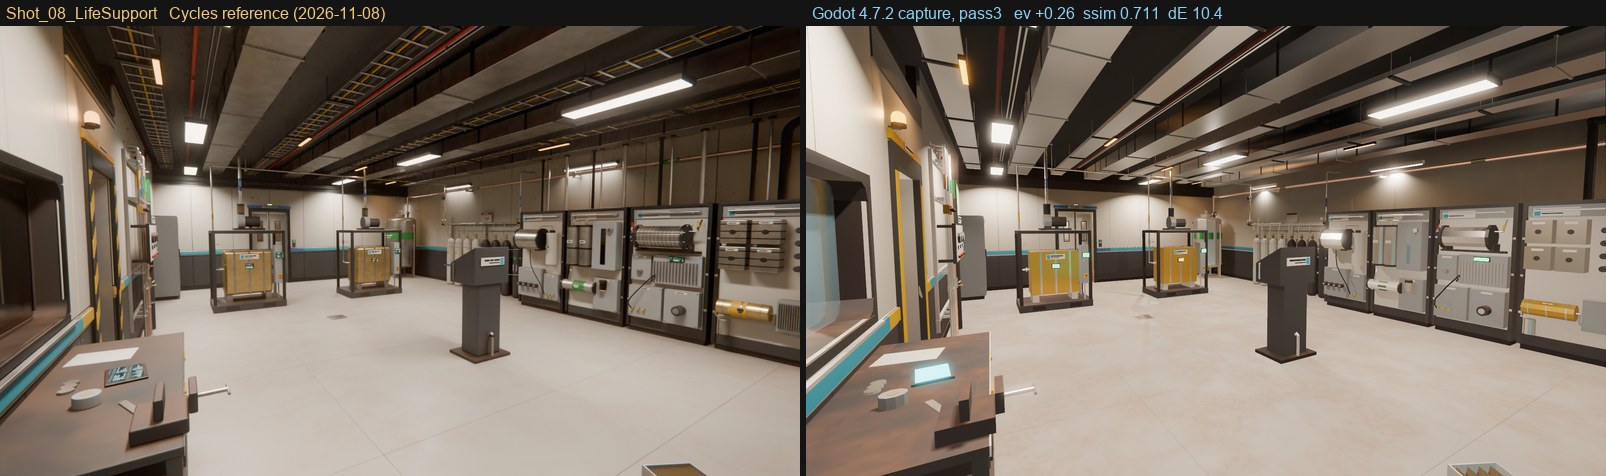 Shot_08_LifeSupport Cycles reference (2026-11-08)
Godot 4.7.2 capture, pass3 ev +0.26 ssim 0.711 dE 10.4